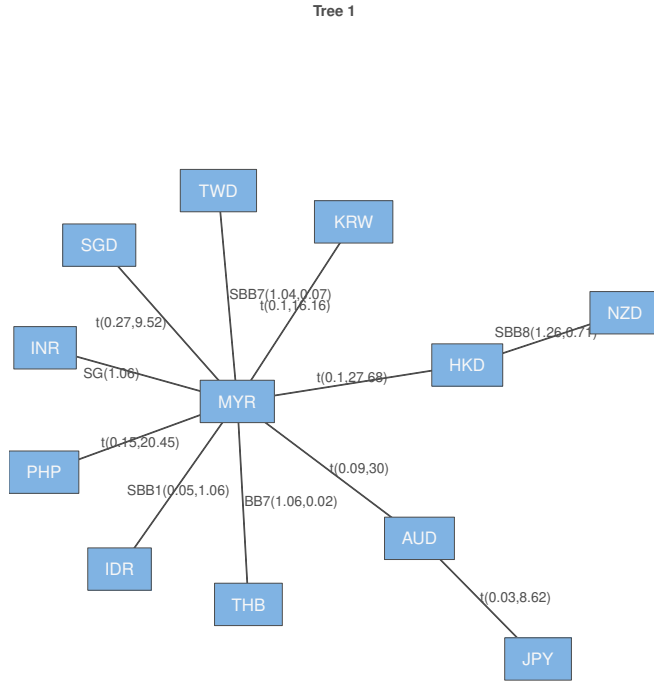 Tree 1
TWD
KRW
SGD
SBB7(1.04,0.07)
t(0.1,16.16)
NZD
t(0.27,9.52)
SBB8(1.26,0.71)
INR
HKD
SG(1.06)
t(0.1,27.68)
MYR
t(0.15,20.45)
PHP
t(0.09,30)
SBB1(0.05,1.06)
BB7(1.06,0.02)
AUD
IDR
THB
t(0.03,8.62)
JPY